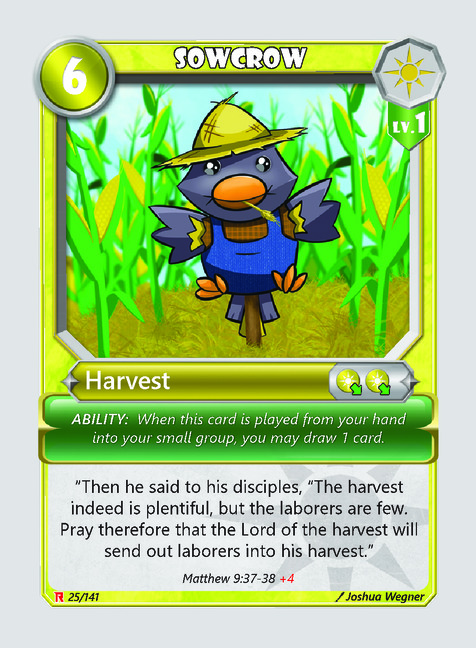 SOWCROW
6
LV.1
Harvest
ABILITY: When this card is played from your hand
into your small group, you may draw 1 card.
“Then he said to his disciples, “The harvest
indeed is plentiful, but the laborers are few.
Pray therefore that the Lord of the harvest will
send out laborers into his harvest.”
Matthew 9:37-38 +4
R 25/141
Joshua Wegner